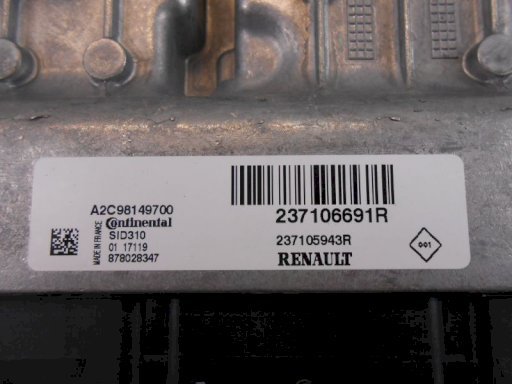 A2C98149700
Continental
SID310
01 17119
878028347
MADE IN FRANCE
237106691R
237105943R
RENAULT
001